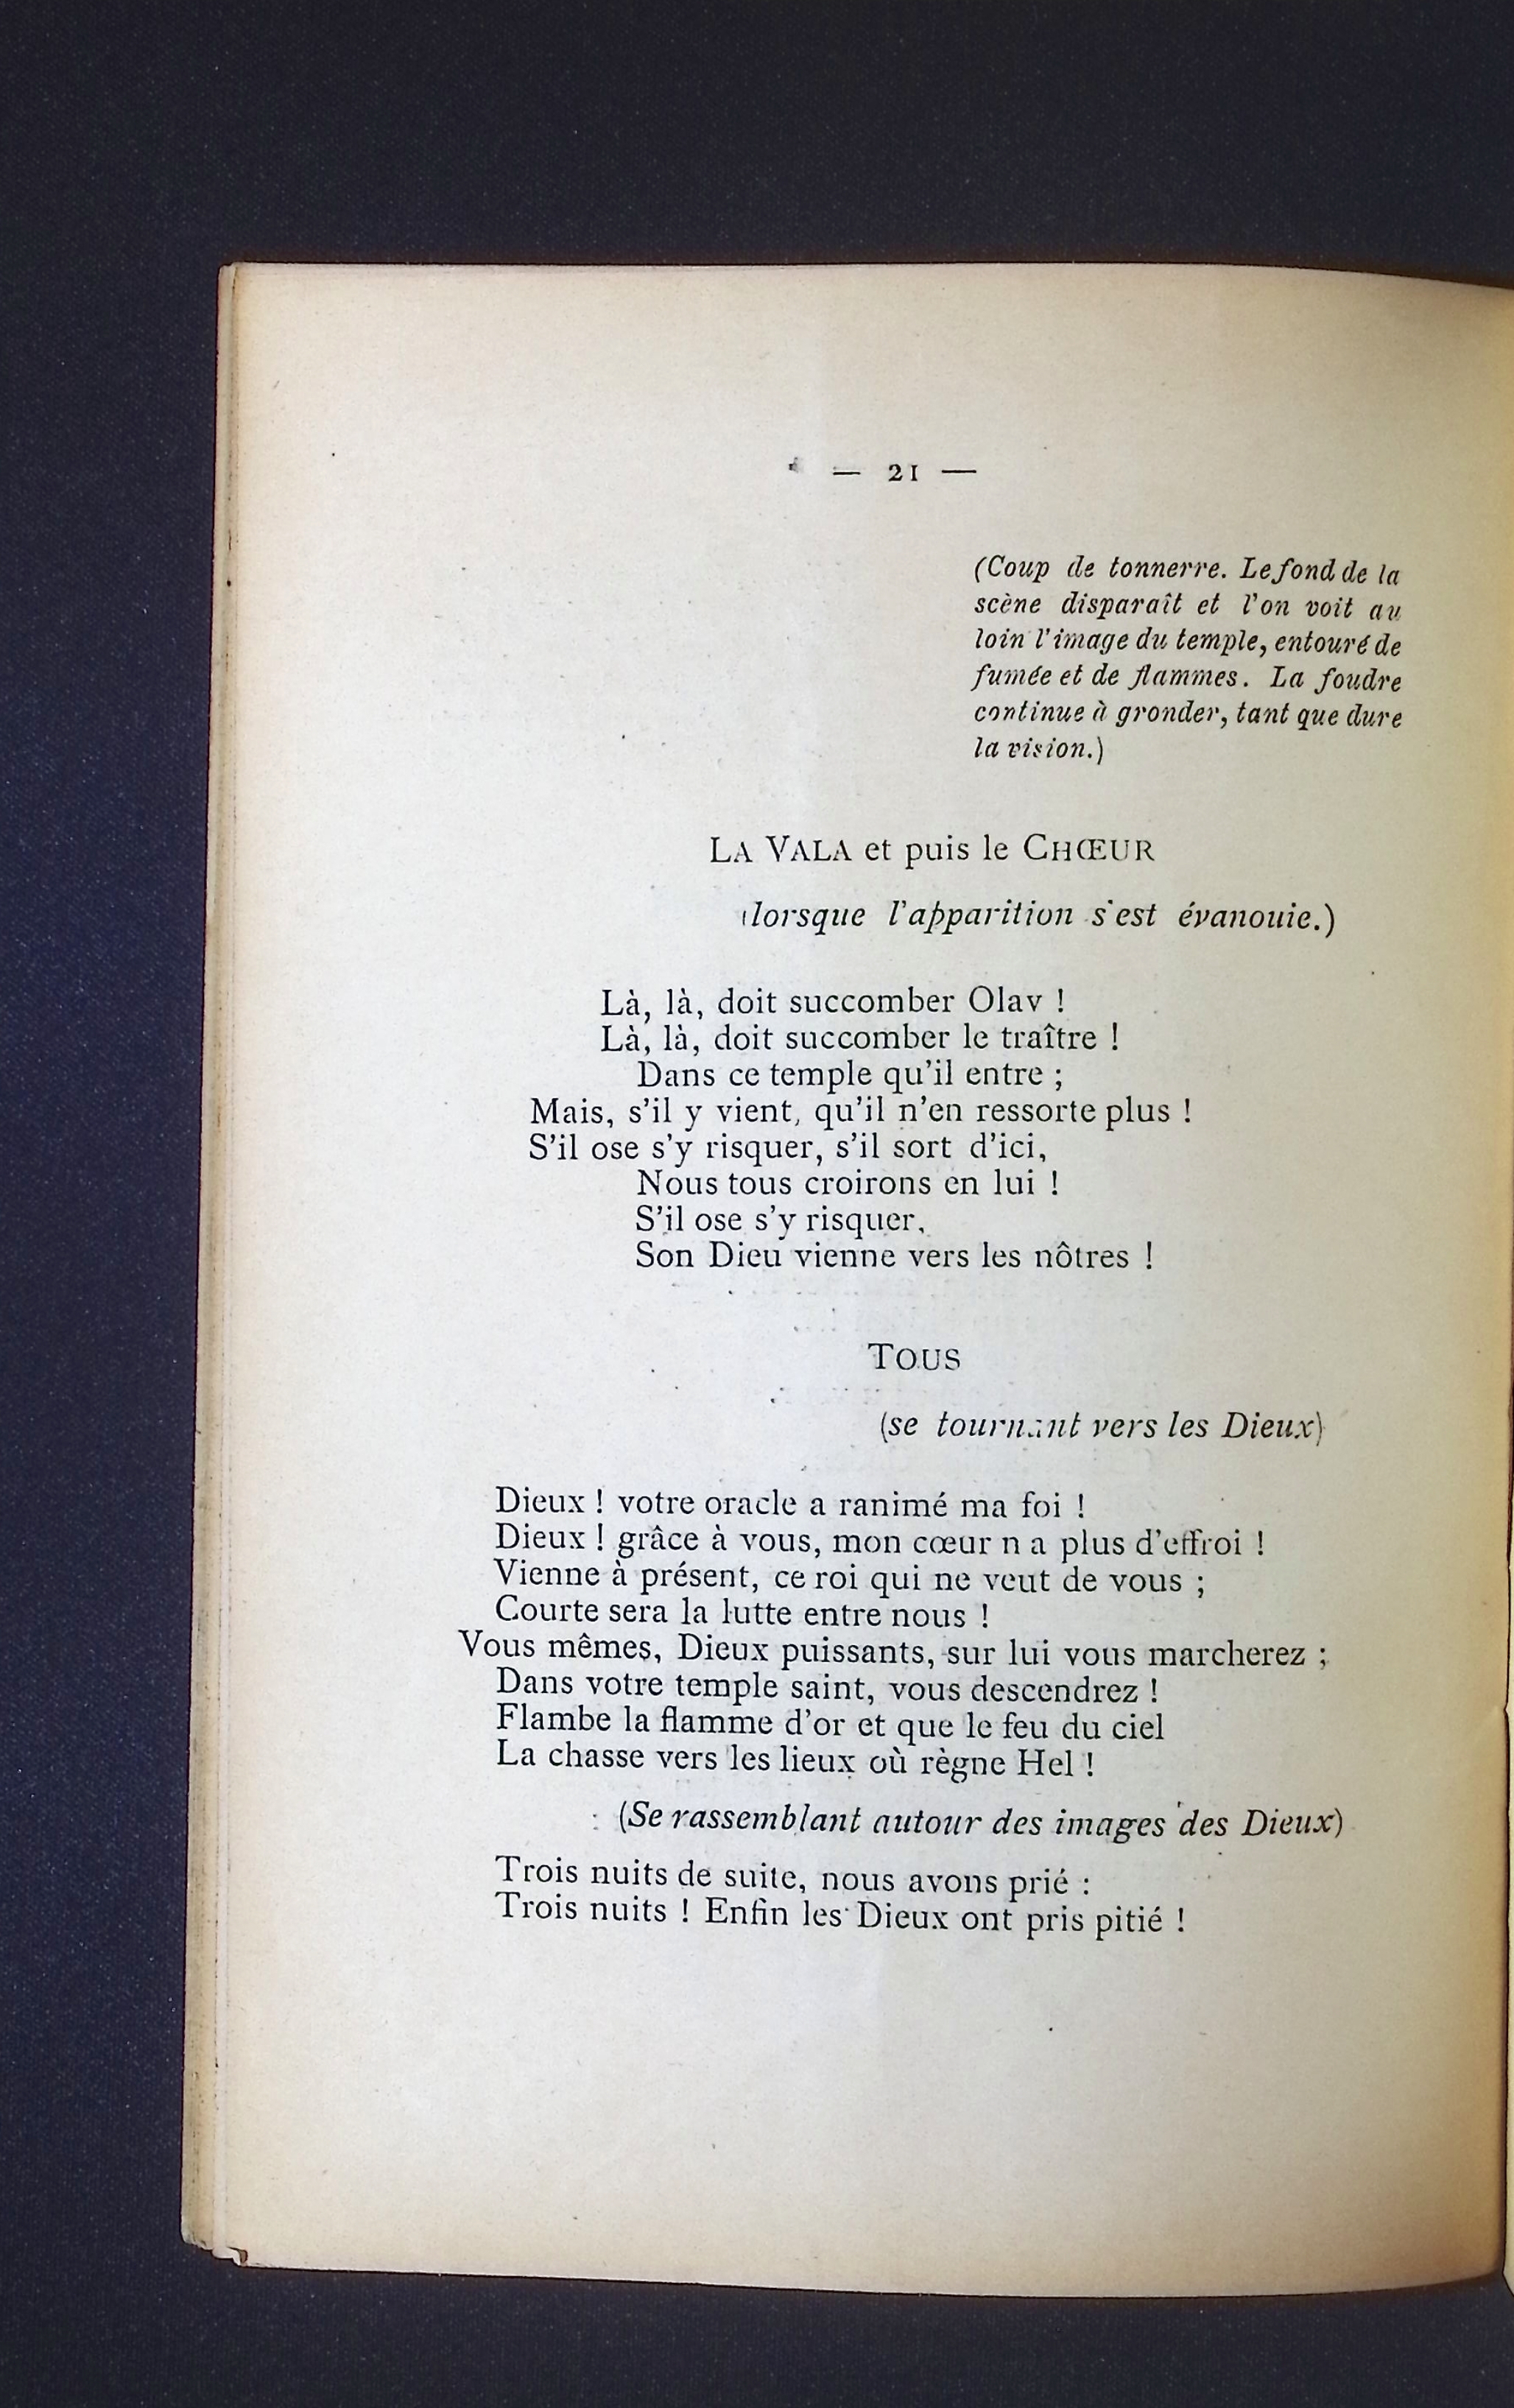 — 21 —
(Coup de tonnerre. Le fond de la
scène disparaît et l'on voit au
loin l'image du temple, entouré de
fumée et de flammes. La foudre
continue à gronder, tant que dure
la vision.)
LA VALA et puis le CHŒUR
(lorsque l'apparition s'est évanouie.)
Là, là, doit succomber Olav !
Là, là, doit succomber le traître !
Dans ce temple qu'il entre ;
Mais, s'il y vient, qu'il n'en ressorte plus !
S'il ose s'y risquer, s'il sort d'ici,
Nous tous croirons en lui !
S'il ose s'y risquer,
Son Dieu vienne vers les nôtres !
TOUS
(se tournant vers les Dieux)
Dieux ! votre oracle a ranimé ma foi !
Dieux ! grâce à vous, mon cœur n a plus d'effroi !
Vienne à présent, ce roi qui ne veut de vous ;
Courte sera la lutte entre nous !
Vous mêmes, Dieux puissants, sur lui vous marcherez ;
Dans votre temple saint, vous descendrez !
Flambe la flamme d'or et que le feu du ciel
La chasse vers les lieux où règne Hel !
(Se rassemblant autour des images des Dieux)
Trois nuits de suite, nous avons prié :
Trois nuits ! Enfin les Dieux ont pris pitié !